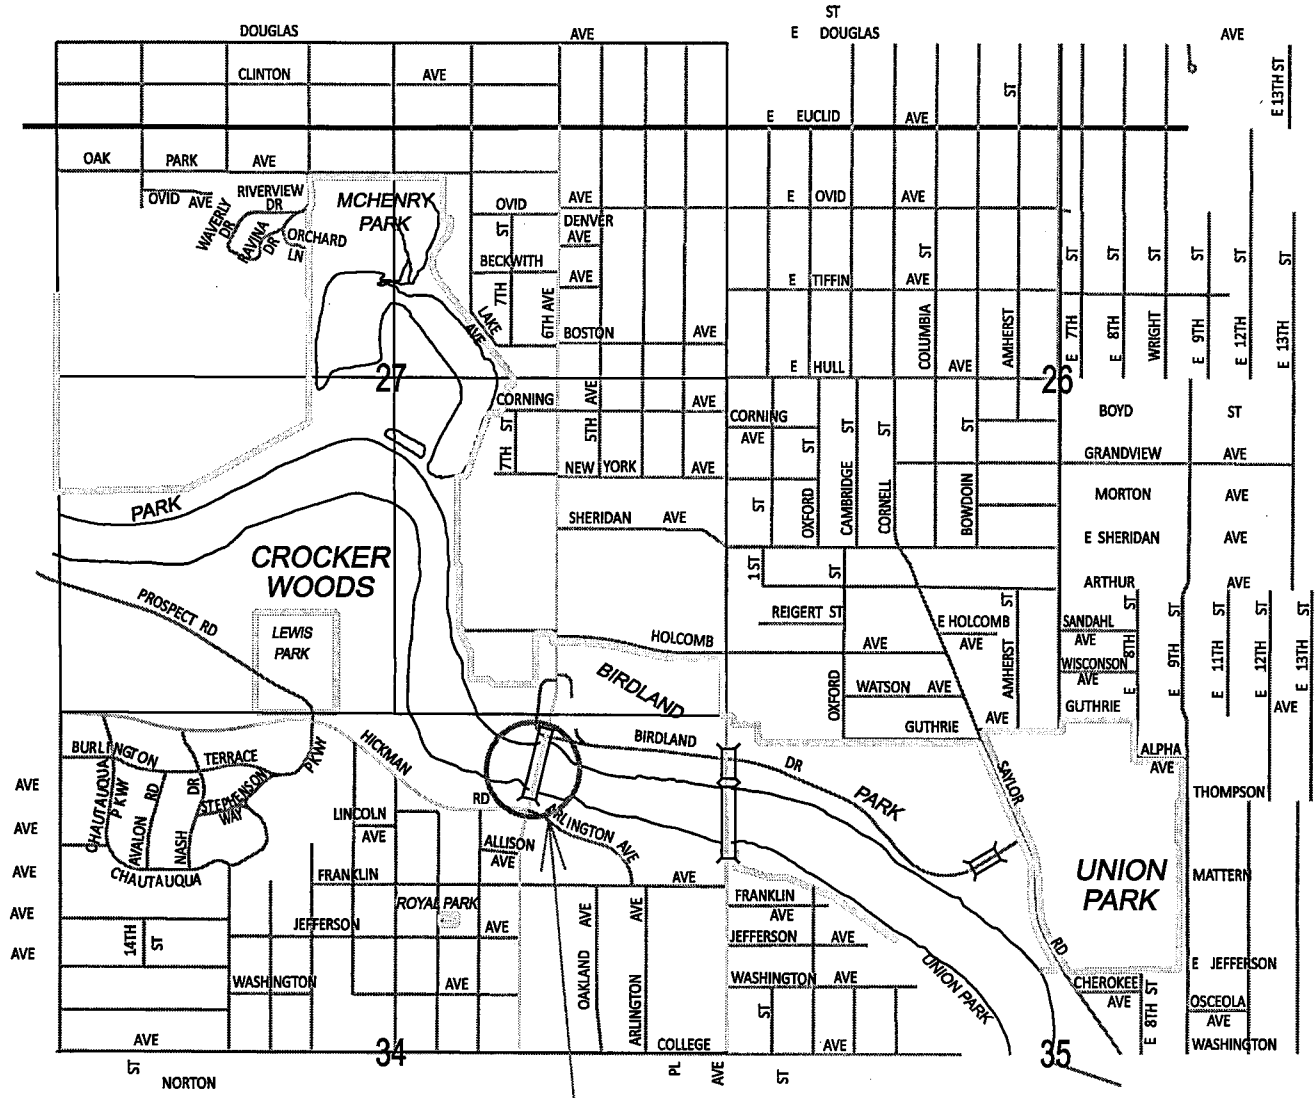 ST
DOUGLAS AVE E DOUGLAS AVE
CLINTON AVE
ST
E 13TH ST
E EUCLID AVE
OAK PARK AVE
OVID AVE
RIVERVIEW DR
WAVERLY DR
RAVINA DR
ORCHARD LN
MCHENRY PARK
OVID AVE
E OVID AVE
DENVER AVE
ST
BECKWITH AVE
7TH
6TH AVE
LAKE AVE
E TIFFIN AVE
ST
COLUMBIA
AMHERST
ST
E 7TH
ST
E 8TH
ST
WRIGHT
ST
E 9TH
ST
E 12TH
ST
E 13TH
BOSTON AVE
E HULL AVE
27
26
CORNING AVE
5TH AVE
7TH ST
NEW YORK AVE
CORNING AVE
ST
OXFORD ST
CAMBRIDGE ST
CORNELL ST
BOWDOIN ST
BOYD ST
GRANDVIEW AVE
MORTON AVE
E SHERIDAN AVE
ARTHUR AVE
PARK
SHERIDAN AVE
CROCKER WOODS
PROSPECT RD
LEWIS PARK
1 ST
ST
OXFORD
REIGERT ST
HOLCOMB AVE
E HOLCOMB AVE
AMHERST ST
SANDAHL AVE
WISCONSON AVE
E 8TH ST
E 9TH ST
E 11TH ST
E 12TH ST
E 13TH ST
WATSON AVE
GUTHRIE AVE
GUTHRIE AVE
BIRDLAND
BIRDLAND DR
PARK
SAYLOR RD
ALPHA AVE
THOMPSON
BURLINGTON TERRACE
PKWY
HICKMAN RD
CHAUTAUQUA PKWY
AVALON RD
NASH DR
STEPHENSON WAY
CHAUTAUQUA
AVE
AVE
AVE
AVE
AVE
LINCOLN AVE
ALLISON AVE
ARLINGTON AVE
FRANKLIN AVE
ROYAL PARK
JEFFERSON AVE
14TH ST
WASHINGTON AVE
OAKLAND AVE
ARLINGTON AVE
FRANKLIN AVE
JEFFERSON AVE
WASHINGTON AVE
ST
UNION PARK
UNION PARK
MATTERN
E JEFFERSON
CHEROKEE AVE
E 8TH ST
OSCEOLA AVE
WASHINGTON
AVE
34
COLLEGE AVE
35
ST
NORTON
PL
AVE
ST